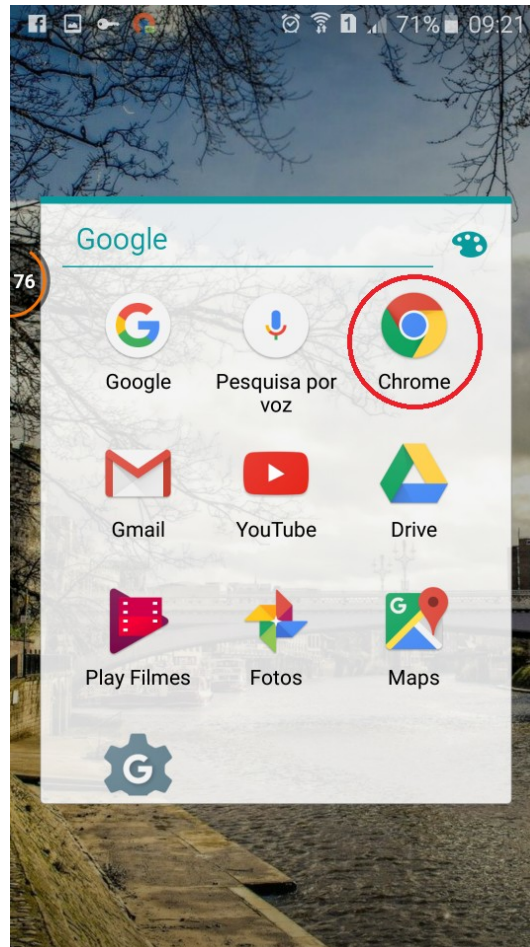 71% 09:21
Google
76
Google
Pesquisa por
voz
Chrome
Gmail
YouTube
Drive
Play Filmes
Fotos
Maps